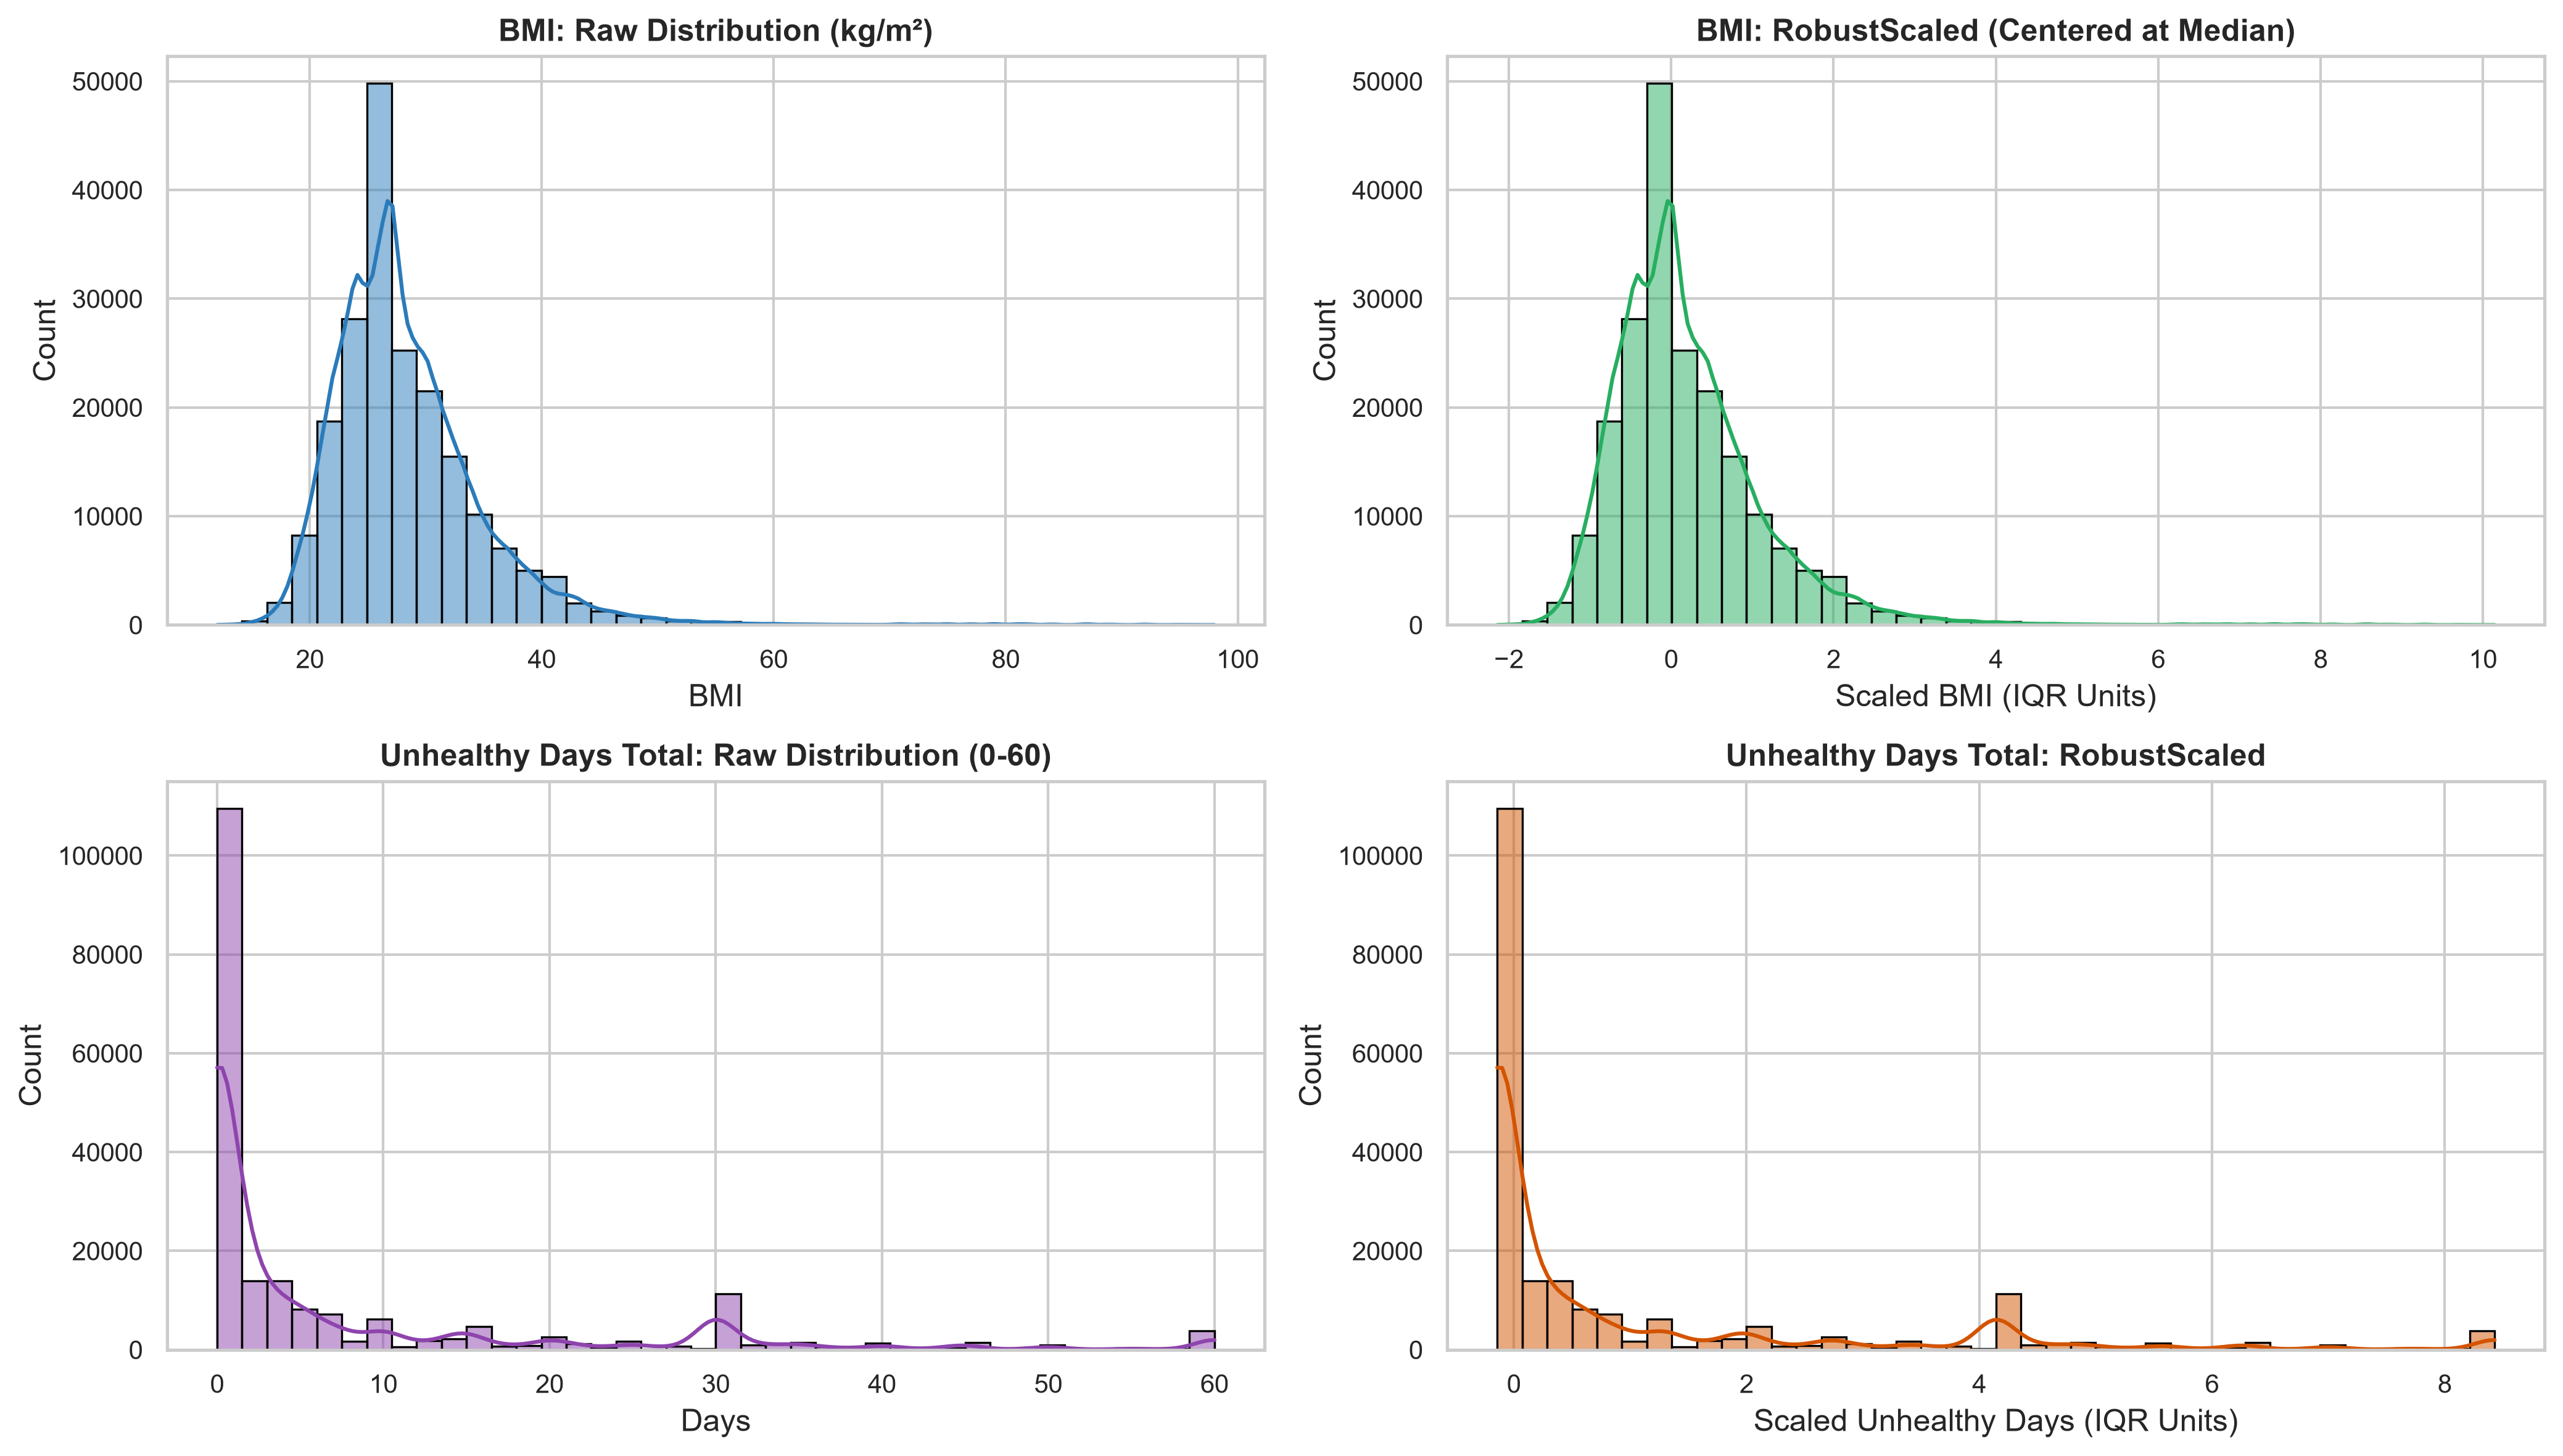 BMI: Raw Distribution (kg/m²)
50000
40000
30000
20000
10000
0
Count
20 40 60 80 100
BMI
BMI: RobustScaled (Centered at Median)
50000
40000
30000
20000
10000
0
Count
−2 0 2 4 6 8 10
Scaled BMI (IQR Units)
Unhealthy Days Total: Raw Distribution (0-60)
100000
80000
60000
40000
20000
0
Count
0 10 20 30 40 50 60
Days
Unhealthy Days Total: RobustScaled
100000
80000
60000
40000
20000
0
Count
0 2 4 6 8
Scaled Unhealthy Days (IQR Units)